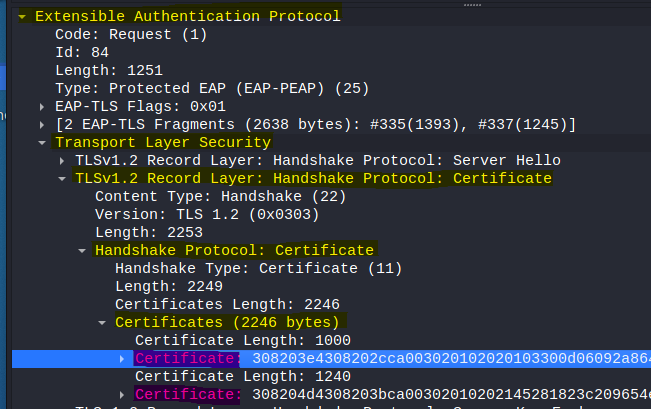 Extensible Authentication Protocol
Code: Request (1)
Id: 84
Length: 1251
Type: Protected EAP (EAP-PEAP) (25)
EAP-TLS Flags: 0x01
[2 EAP-TLS Fragments (2638 bytes): #335(1393), #337(1245)]
Transport Layer Security
TLSv1.2 Record Layer: Handshake Protocol: Server Hello
TLSv1.2 Record Layer: Handshake Protocol: Certificate
Content Type: Handshake (22)
Version: TLS 1.2 (0x0303)
Length: 2253
Handshake Protocol: Certificate
Handshake Type: Certificate (11)
Length: 2249
Certificates Length: 2246
Certificates (2246 bytes)
Certificate Length: 1000
Certificate: 308203e4308202cca003020102020103300d06092a864
Certificate Length: 1240
Certificate: 308204d4308203bca00302010202145281823c209654e